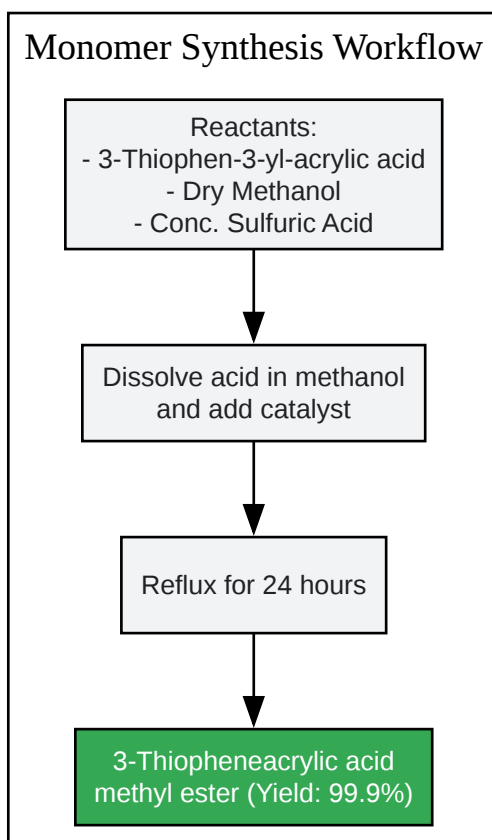 Monomer Synthesis Workflow
Reactants:
- 3-Thiophen-3-yl-acrylic acid
- Dry Methanol
- Conc. Sulfuric Acid
Dissolve acid in methanol
and add catalyst
Reflux for 24 hours
3-Thiopheneacrylic acid
methyl ester (Yield: 99.9%)